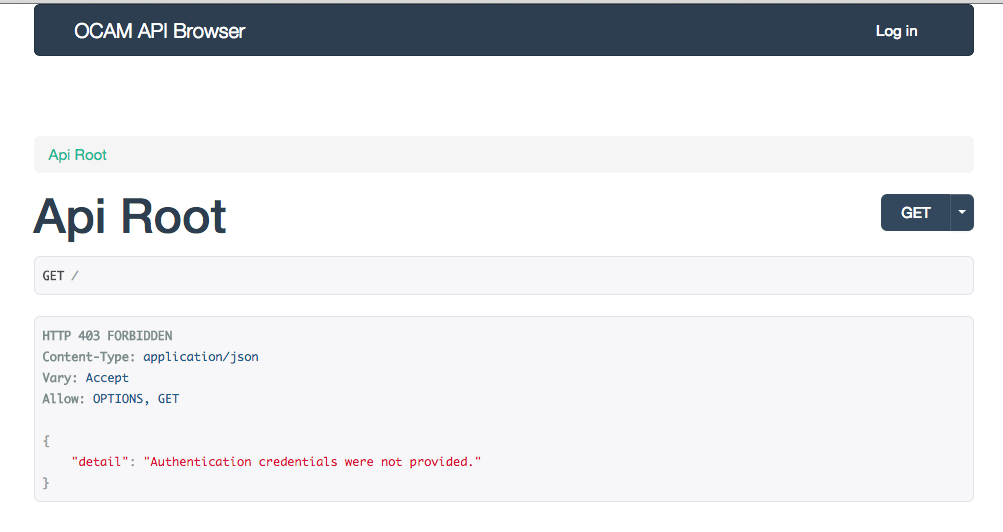 OCAM API Browser
Log in
Api Root
Api Root
GET
GET /
HTTP 403 FORBIDDEN
Content-Type: application/json
Vary: Accept
Allow: OPTIONS, GET
{
    "detail": "Authentication credentials were not provided."
}